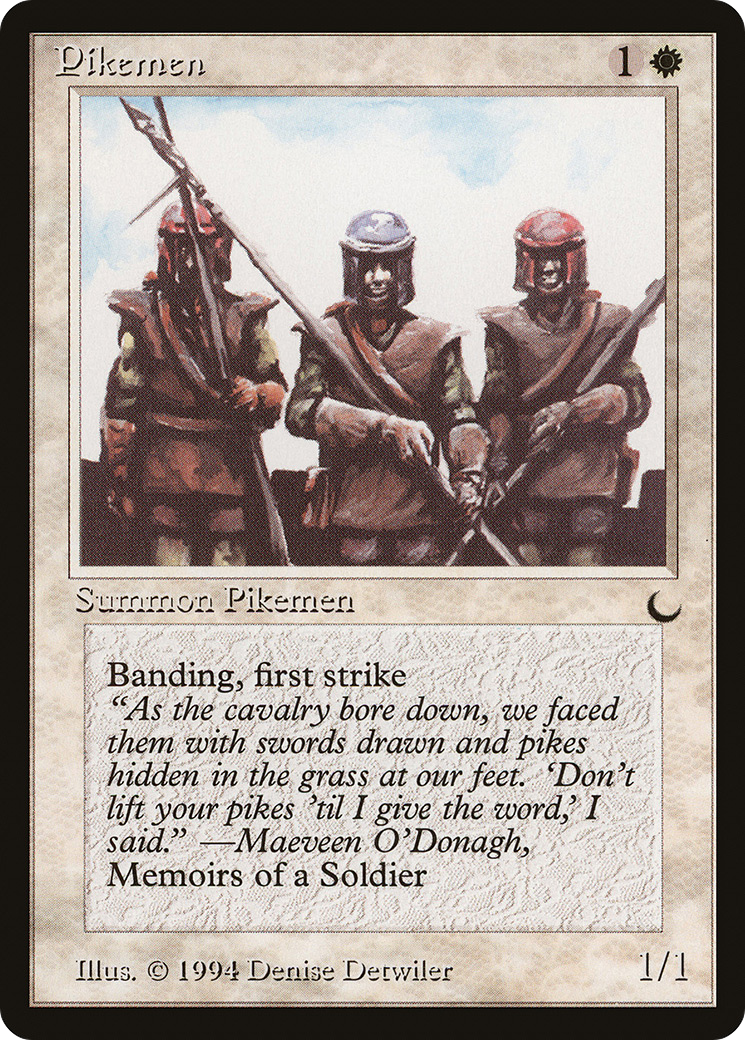 Pikemen 1
Summon Pikemen
Banding, first strike
“As the cavalry bore down, we faced
them with swords drawn and pikes
hidden in the grass at our feet. ‘Don’t
lift your pikes ’til I give the word,’ I
said.” —Maeveen O’Donagh,
Memoirs of a Soldier
Illus. © 1994 Denise Detwiler 1/1